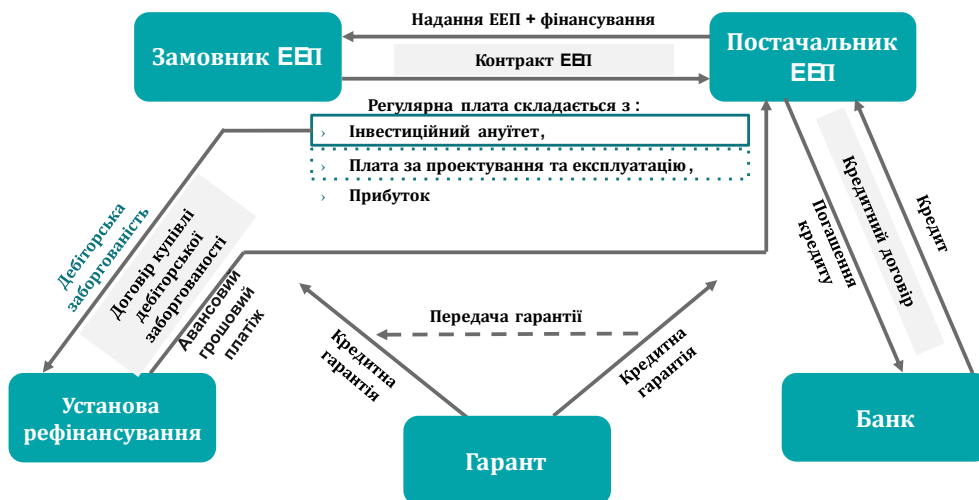 Надання ЕЕП + фінансування
Замовник ЕЕП
Контракт ЕЕП
Постачальник
ЕЕП
Регулярна плата складається з :
› Інвестиційний ануїтет,
› Плата за проектування та експлуатацію,
› Прибуток
Дебіторська
заборгованість
Договір купівлі
дебіторської
заборгованості
Авансовий
грошовий
платіж
Передача гарантії
Кредитна
гарантія
Кредитна
гарантія
Погашення
кредиту
Кредитний договір
Кредит
Установа
рефінансування
Гарант
Банк